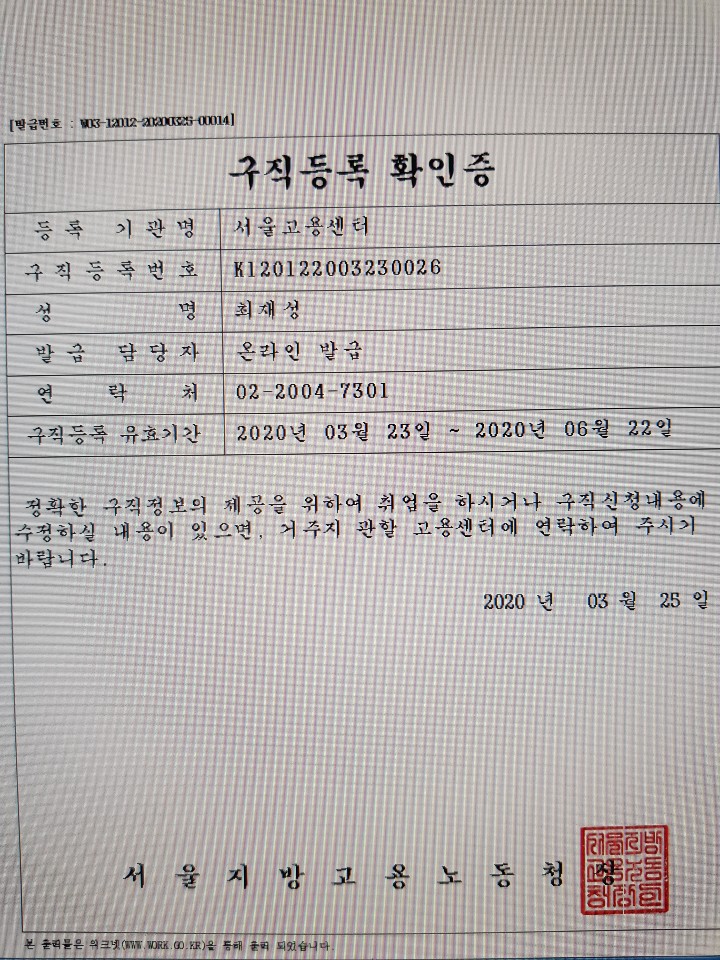 [발급번호 : W03-12012-20200325-00014]
구직등록 확인증
등 록 기 관 명 서울고용센터
구 직 등 록 번 호 K120122003230026
성 명 최재성
발 급 담 당 자 온라인 발급
연 락 처 02-2004-7301
구직등록 유효기간 2020년 03월 23일 ~ 2020년 06월 22일
정확한 구직정보의 제공을 위하여 취업을 하시거나 구직신청내용에
수정하실 내용이 있으면, 거주지 관할 고용센터에 연락하여 주시기
바랍니다.
2020 년 03 월 25 일
서 울 지 방 고 용 노 동 청 장
본 출력물은 워크넷(WWW.WORK.GO.KR)을 통해 출력 되었습니다.